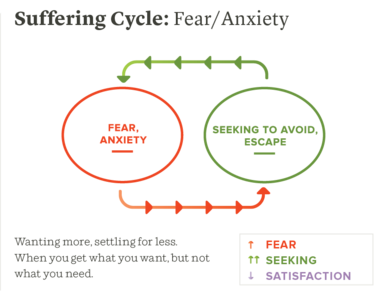 Suffering Cycle: Fear/Anxiety
FEAR,
ANXIETY
SEEKING TO AVOID,
ESCAPE
Wanting more, settling for less.
When you get what you want, but not
what you need.
↑ FEAR
↑↑ SEEKING
↓ SATISFACTION